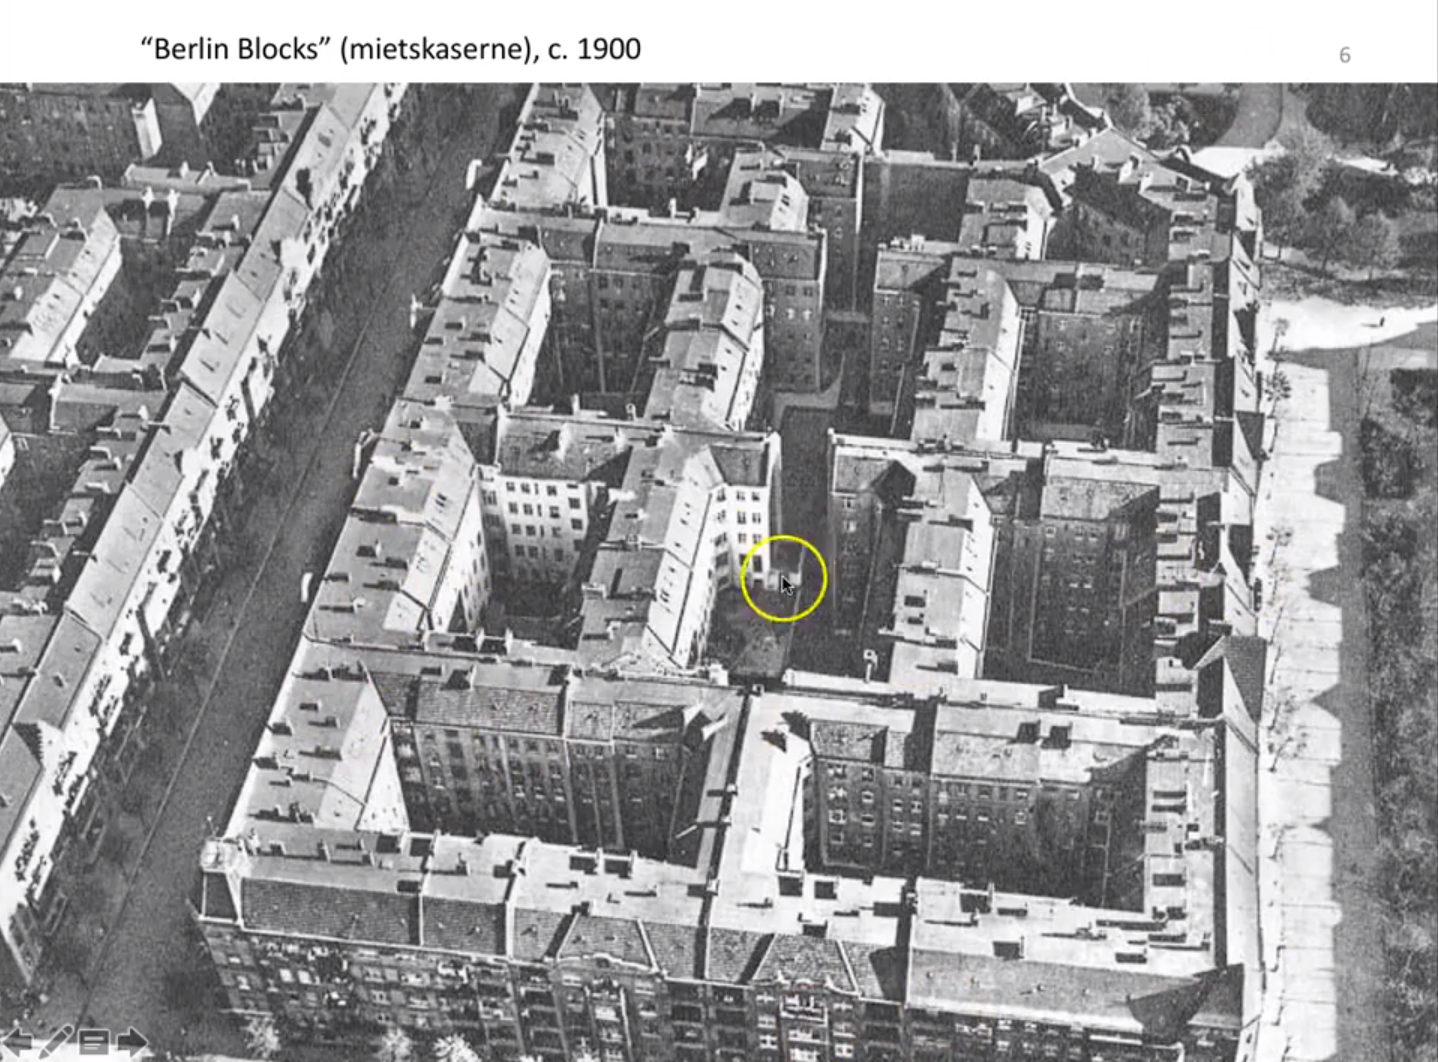 “Berlin Blocks” (mietskaserne), c. 1900
6